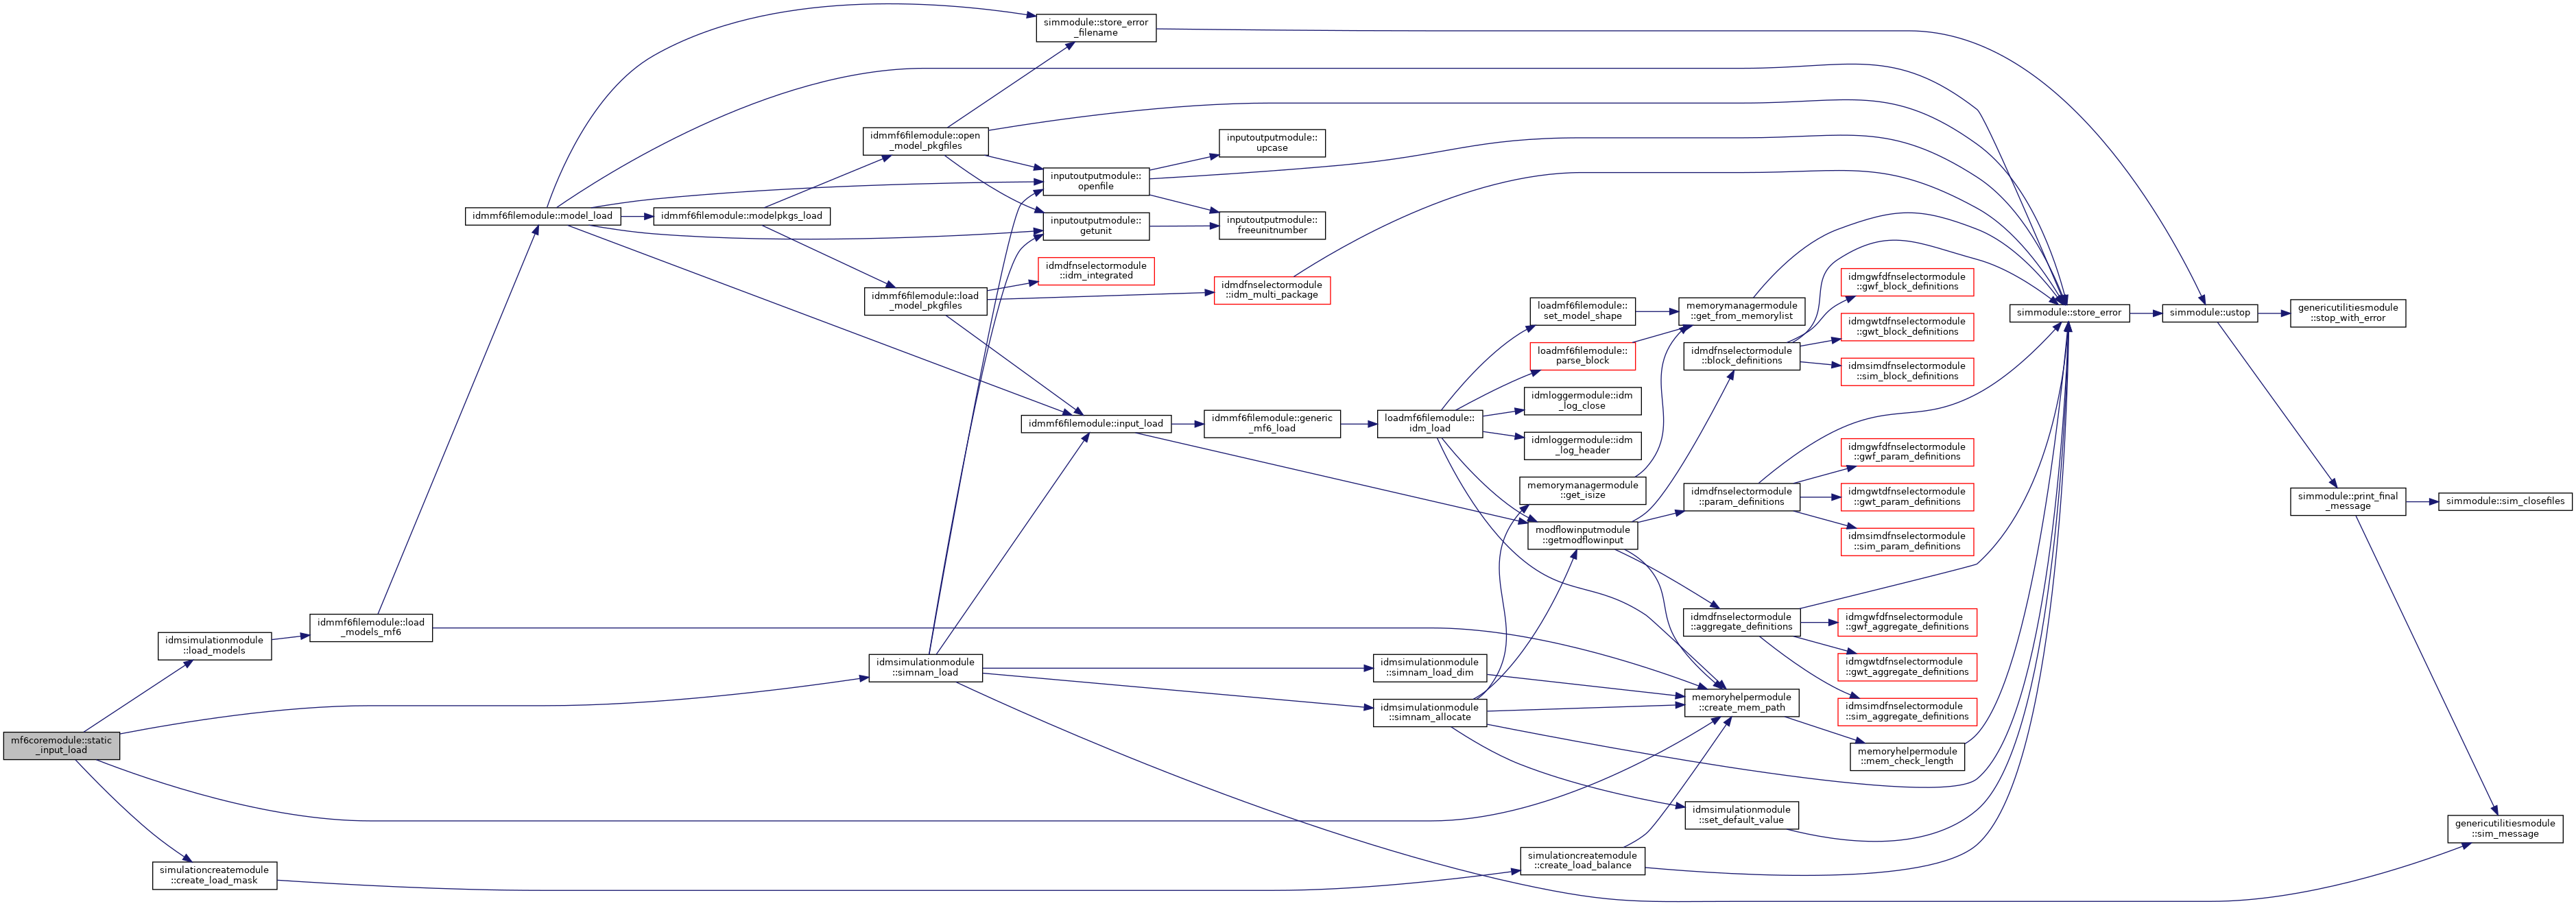 mf6coremodule::static
_input_load
idmsimulationmodule
::load_models
simulationcreatemodule
::create_load_mask
idmmf6filemodule::load
_models_mf6
idmmf6filemodule::model_load
idmmf6filemodule::modelpkgs_load
idmmf6filemodule::open
_model_pkgfiles
idmmf6filemodule::load
_model_pkgfiles
idmsimulationmodule
::simnam_load
simmodule::store_error
_filename
inputoutputmodule::
openfile
inputoutputmodule::
getunit
idmdfnselectormodule
::idm_integrated
idmmf6filemodule::input_load
inputoutputmodule::
upcase
inputoutputmodule::
freeunitnumber
idmdfnselectormodule
::idm_multi_package
idmmf6filemodule::generic
_mf6_load
loadmf6filemodule::
idm_load
idmsimulationmodule
::simnam_load_dim
idmsimulationmodule
::simnam_allocate
loadmf6filemodule::
set_model_shape
loadmf6filemodule::
parse_block
idmloggermodule::idm
_log_close
idmloggermodule::idm
_log_header
memorymanagermodule
::get_isize
modflowinputmodule
::getmodflowinput
simulationcreatemodule
::create_load_balance
memorymanagermodule
::get_from_memorylist
idmdfnselectormodule
::block_definitions
idmdfnselectormodule
::param_definitions
idmdfnselectormodule
::aggregate_definitions
memoryhelpermodule
::create_mem_path
idmsimulationmodule
::set_default_value
idmgwfdfnselectormodule
::gwf_block_definitions
idmgwtdfnselectormodule
::gwt_block_definitions
idmsimdfnselectormodule
::sim_block_definitions
idmgwfdfnselectormodule
::gwf_param_definitions
idmgwtdfnselectormodule
::gwt_param_definitions
idmsimdfnselectormodule
::sim_param_definitions
idmgwfdfnselectormodule
::gwf_aggregate_definitions
idmgwtdfnselectormodule
::gwt_aggregate_definitions
idmsimdfnselectormodule
::sim_aggregate_definitions
memoryhelpermodule
::mem_check_length
simmodule::store_error
simmodule::ustop
genericutilitiesmodule
::stop_with_error
simmodule::print_final
_message
simmodule::sim_closefiles
genericutilitiesmodule
::sim_message